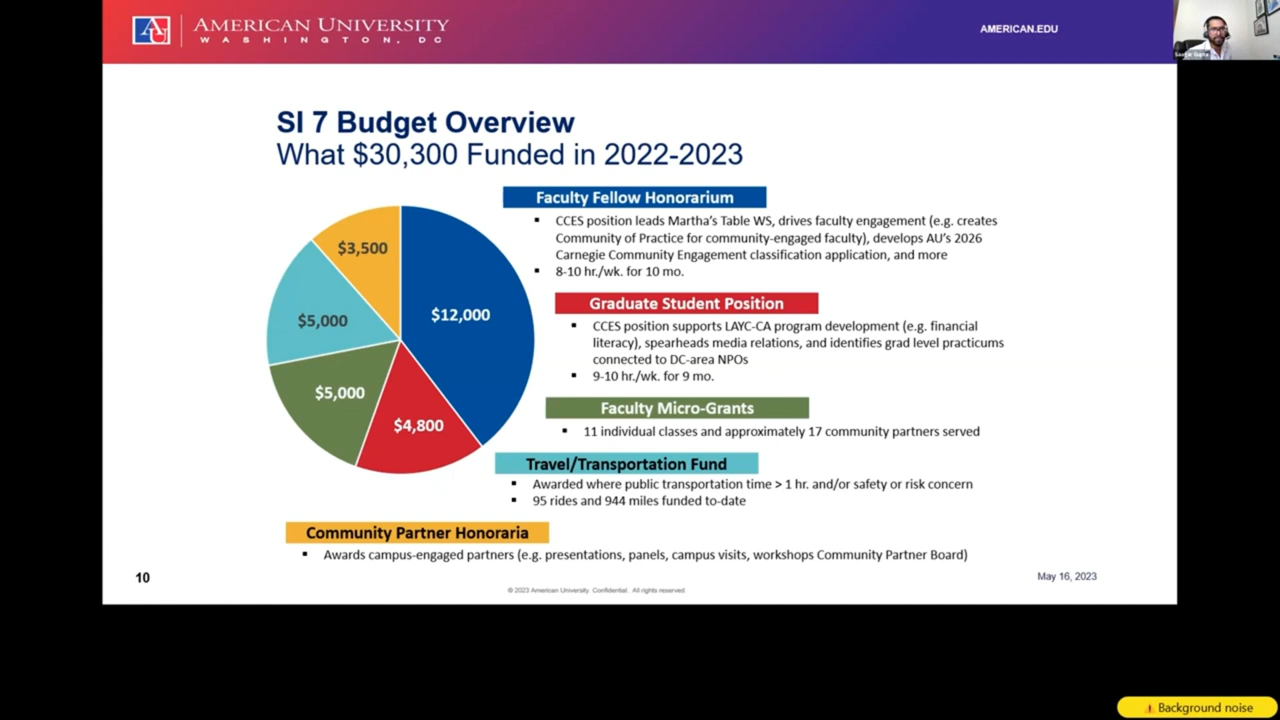 AMERICAN UNIVERSITY
WASHINGTON, DC
AMERICAN.EDU
SI 7 Budget Overview
What $30,300 Funded in 2022-2023
$3,500
$12,000
$5,000
$5,000
$4,800
Faculty Fellow Honorarium
▪ CCES position leads Martha's Table WS, drives faculty engagement (e.g. creates
Community of Practice for community-engaged faculty), develops AU's 2026
Carnegie Community Engagement classification application, and more
▪ 8-10 hr./wk. for 10 mo.
Graduate Student Position
▪ CCES position supports LAYC-CA program development (e.g. financial
literacy), spearheads media relations, and identifies grad level practicums
connected to DC-area NPOs
▪ 9-10 hr./wk. for 9 mo.
Faculty Micro-Grants
▪ 11 individual classes and approximately 17 community partners served
Travel/Transportation Fund
▪ Awarded where public transportation time > 1 hr. and/or safety or risk concern
▪ 95 rides and 944 miles funded to-date
Community Partner Honoraria
▪ Awards campus-engaged partners (e.g. presentations, panels, campus visits, workshops Community Partner Board)
10
May 16, 2023
© 2023 American University. Confidential. All rights reserved.
Background noise